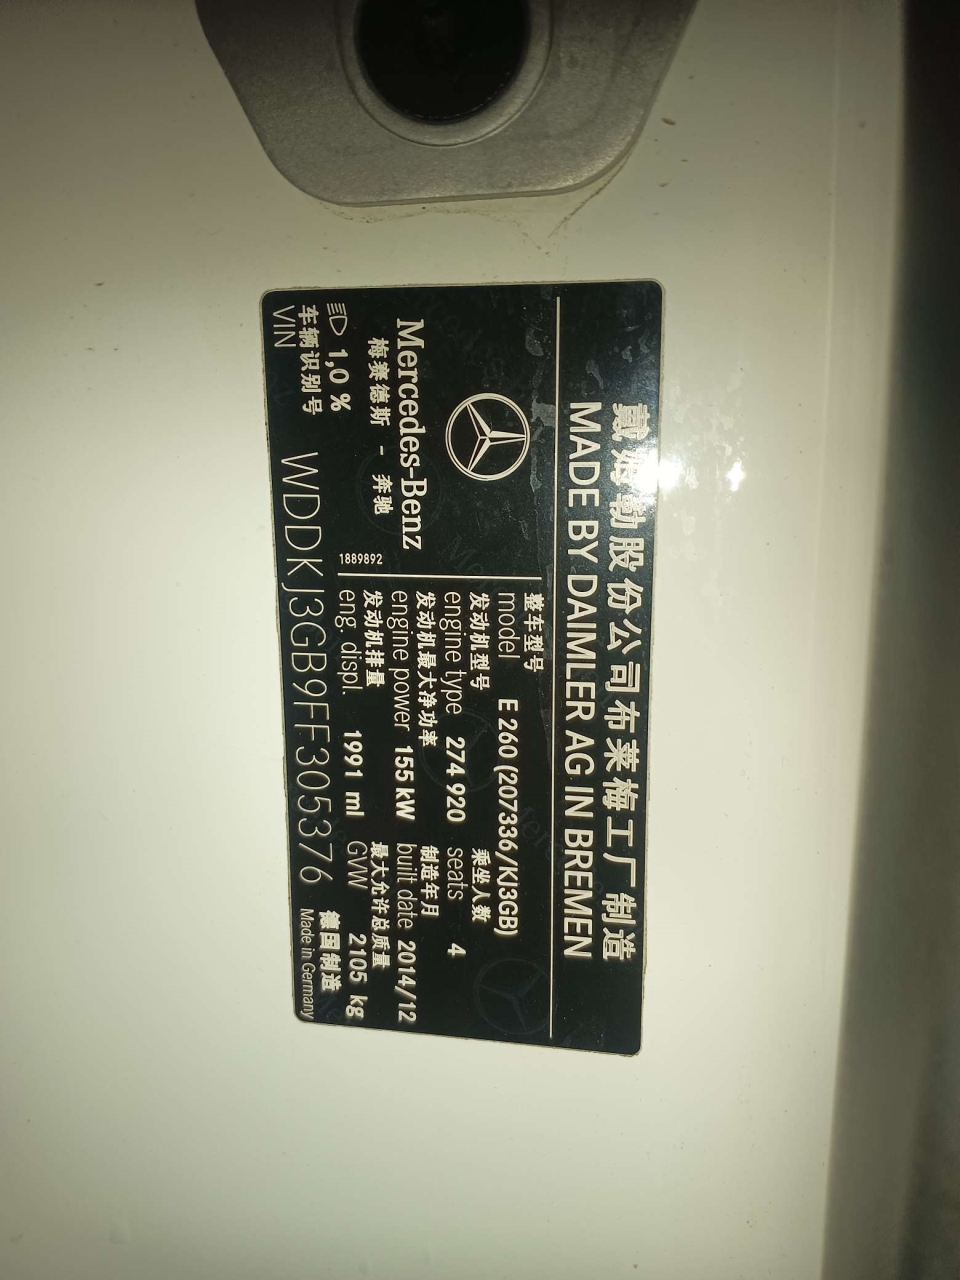 戴姆勒股份公司布莱梅工厂制造
MADE BY DAIMLER AG IN BREMEN
Mercedes-Benz
梅赛德斯 - 奔驰
1,0 %
1889892
整车型号
model E 260 (207336/KJ3GB)
发动机型号 乘坐人数
engine type 274 920 seats 4
发动机最大净功率 制造年月
engine power 155 kW built date 2014/12
发动机排量 最大允许总质量
eng. displ. 1991 ml GVW 2105 kg
车辆识别号 德国制造
VIN WDDKJ3GB9FF305376 Made in Germany